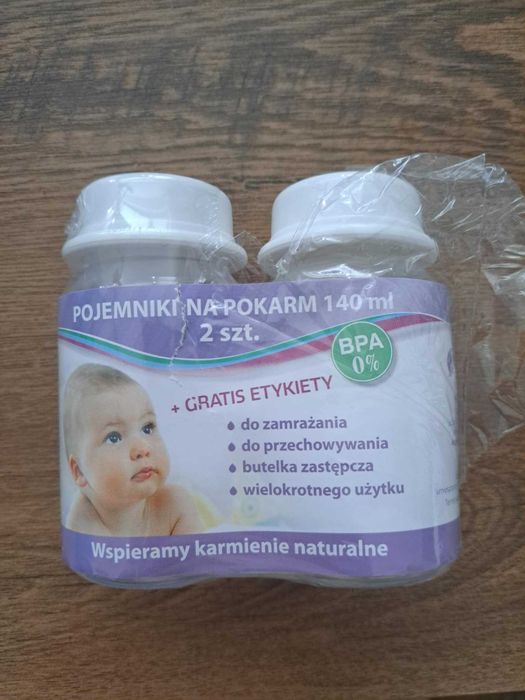 POJEMNIKI NA POKARM 140 ml
2 szt.
BPA
0%
+ GRATIS ETYKIETY
do zamrażania
do przechowywania
butelka zastępcza
wielokrotnego użytku
Wspieramy karmienie naturalne